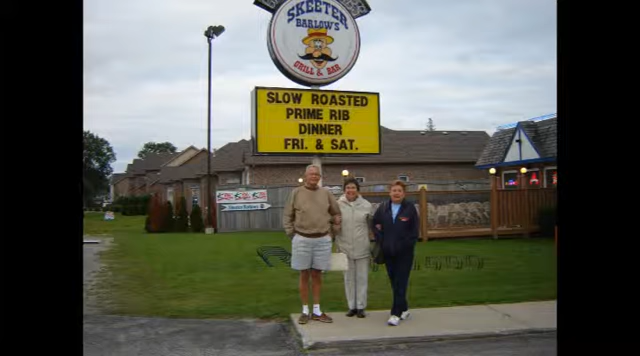 SKEETER
BARLOW'S
GRILL & BAR
SLOW ROASTED
PRIME RIB
DINNER
FRI. & SAT.